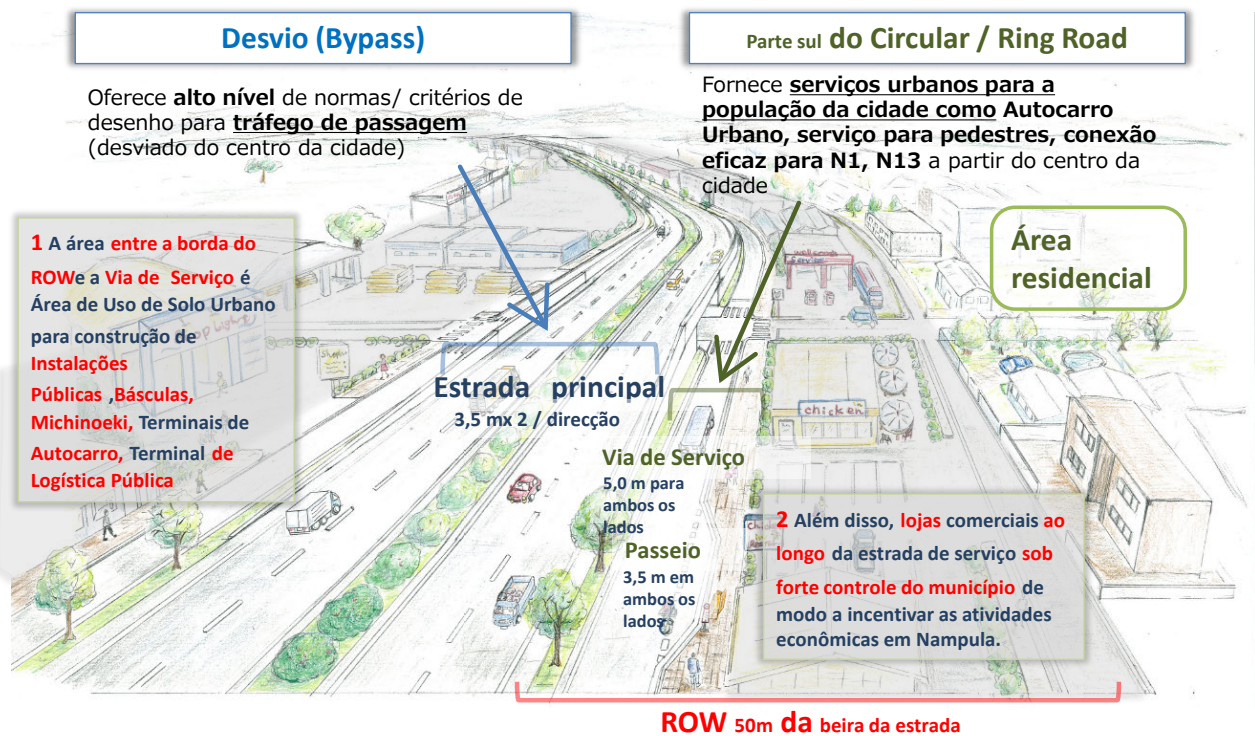 Desvio (Bypass)
Parte sul do Circular / Ring Road
Oferece alto nível de normas/ critérios de
desenho para tráfego de passagem
(desviado do centro da cidade)
Fornece serviços urbanos para a
população da cidade como Autocarro
Urbano, serviço para pedestres, conexão
eficaz para N1, N13 a partir do centro da
cidade
1 A área entre a borda do
ROWe a Via de Serviço é
Área de Uso de Solo Urbano
para construção de
Instalações
Públicas ,Básculas,
Michinoeki, Terminais de
Autocarro, Terminal de
Logística Pública
Área
residencial
Estrada principal
3,5 mx 2 / direcção
chicken
Via de Serviço
5,0 m para
ambos os
lados
Passeio
3,5 m em
ambos os
lados
2 Além disso, lojas comerciais ao
longo da estrada de serviço sob
forte controle do município de
modo a incentivar as atividades
econômicas em Nampula.
ROW 50m da beira da estrada